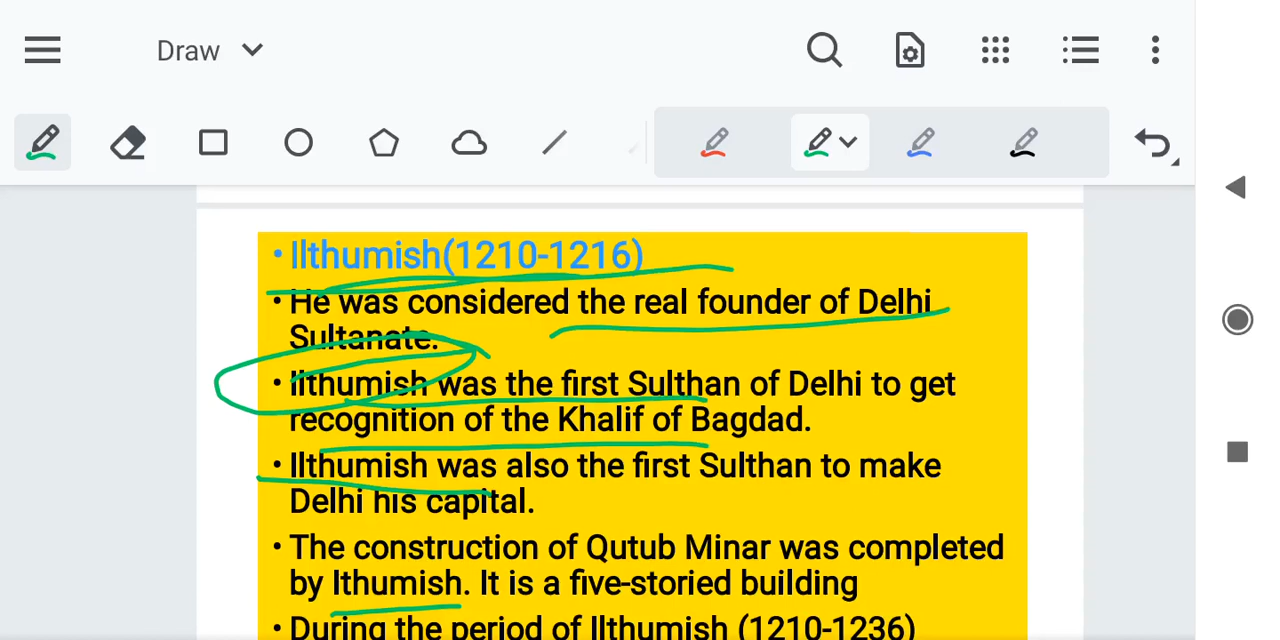 Draw
• Ilthumish(1210-1216)
• He was considered the real founder of Delhi
Sultanate.
• Ilthumish was the first Sulthan of Delhi to get
recognition of the Khalif of Bagdad.
• Ilthumish was also the first Sulthan to make
Delhi his capital.
• The construction of Qutub Minar was completed
by Ithumish. It is a five-storied building
• During the period of Ilthumish (1210-1236)